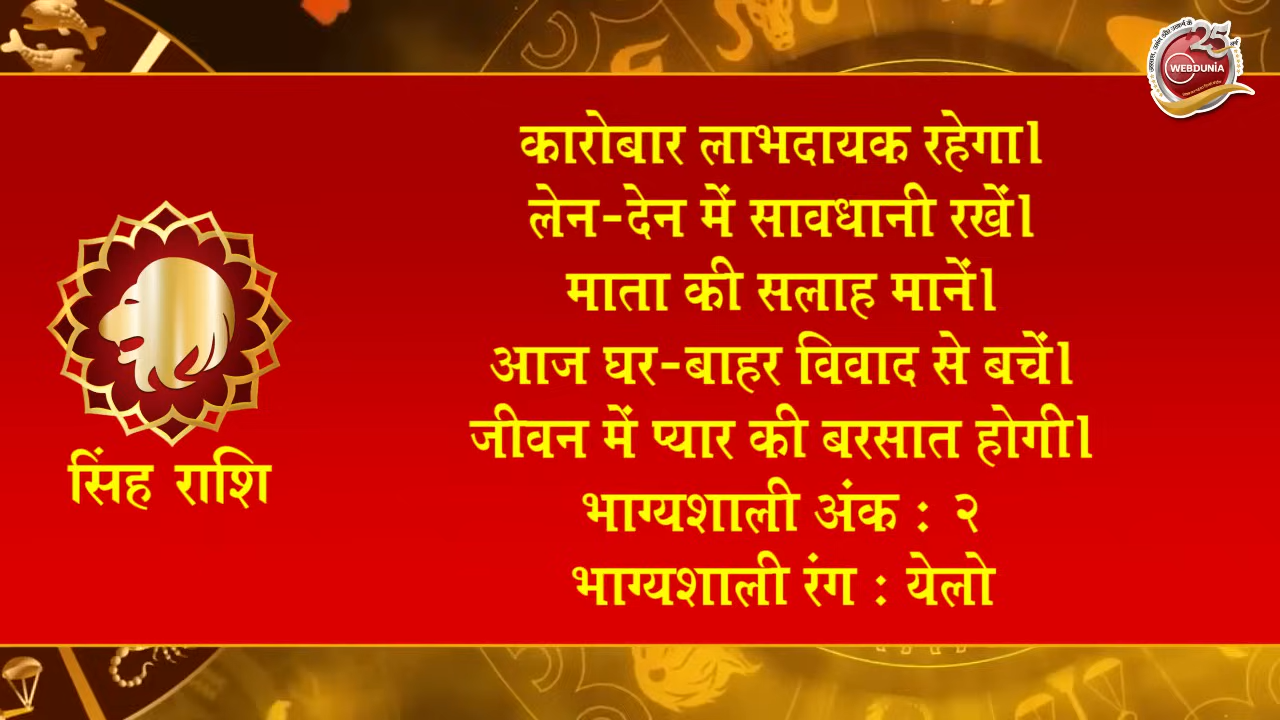 25
WEBDUNIA
कारोबार लाभदायक रहेगा।
लेन-देन में सावधानी रखें।
माता की सलाह मानें।
आज घर-बाहर विवाद से बचें।
जीवन में प्यार की बरसात होगी।
भाग्यशाली अंक : २
भाग्यशाली रंग : येलो
सिंह राशि